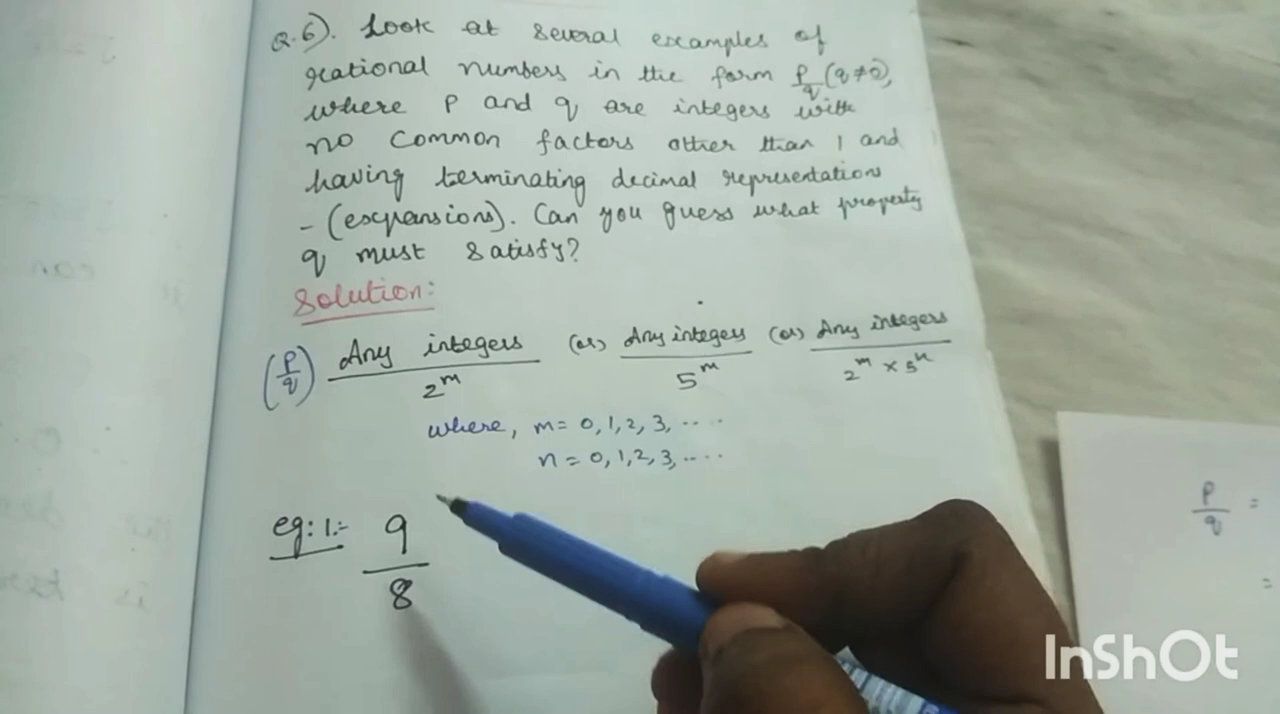 Q.6). Look at several examples of
rational numbers in the form P/q (q≠0),
where P and q are integers with
no common factors other than 1 and
having terminating decimal representations
- (expansions). Can you guess what property
q must satisfy?
Solution:
(P/q) Any integers / 2^m (or) Any integers / 5^m (or) Any integers / 2^m × 5^n
where, m = 0, 1, 2, 3, ....
n = 0, 1, 2, 3, ....
eg: 1:- 9/8
P/q =
=
InShOt